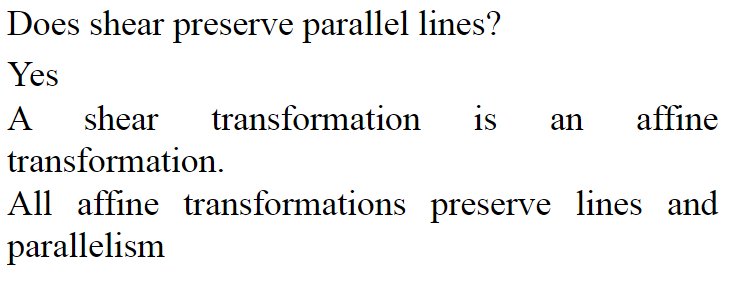 Does shear preserve parallel lines?
Yes
A shear transformation is an affine
transformation.
All affine transformations preserve lines and
parallelism